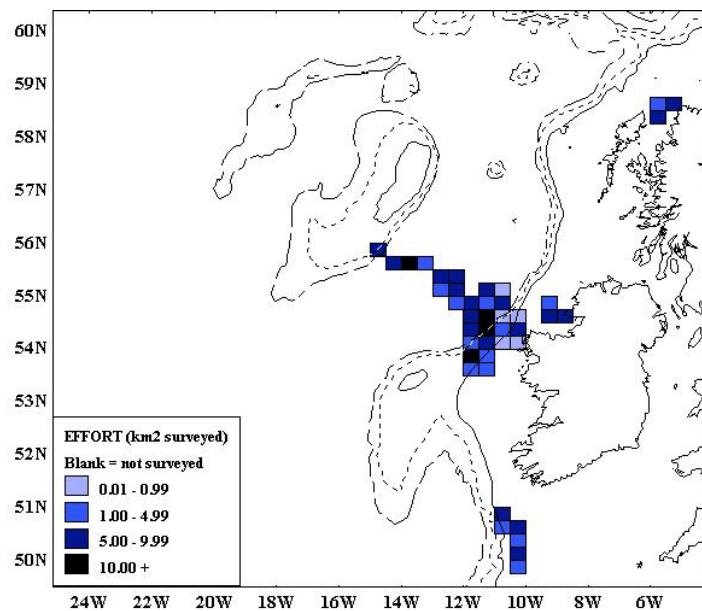 60N
59N
58N
57N
56N
55N
54N
53N
52N
51N
50N
EFFORT (km2 surveyed)
Blank = not surveyed
0.01 - 0.99
1.00 - 4.99
5.00 - 9.99
10.00 +
24W 22W 20W 18W 16W 14W 12W 10W 8W 6W